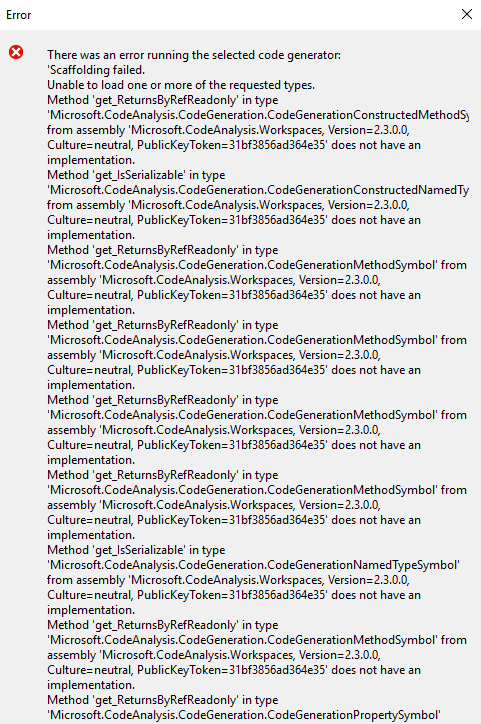 Error
There was an error running the selected code generator:
'Scaffolding failed.
Unable to load one or more of the requested types.
Method 'get_ReturnsByRefReadonly' in type
'Microsoft.CodeAnalysis.CodeGeneration.CodeGenerationConstructedMethodSy
from assembly 'Microsoft.CodeAnalysis.Workspaces, Version=2.3.0.0,
Culture=neutral, PublicKeyToken=31bf3856ad364e35' does not have an
implementation.
Method 'get_IsSerializable' in type
'Microsoft.CodeAnalysis.CodeGeneration.CodeGenerationConstructedNamedTy
from assembly 'Microsoft.CodeAnalysis.Workspaces, Version=2.3.0.0,
Culture=neutral, PublicKeyToken=31bf3856ad364e35' does not have an
implementation.
Method 'get_ReturnsByRefReadonly' in type
'Microsoft.CodeAnalysis.CodeGeneration.CodeGenerationMethodSymbol' from
assembly 'Microsoft.CodeAnalysis.Workspaces, Version=2.3.0.0,
Culture=neutral, PublicKeyToken=31bf3856ad364e35' does not have an
implementation.
Method 'get_ReturnsByRefReadonly' in type
'Microsoft.CodeAnalysis.CodeGeneration.CodeGenerationMethodSymbol' from
assembly 'Microsoft.CodeAnalysis.Workspaces, Version=2.3.0.0,
Culture=neutral, PublicKeyToken=31bf3856ad364e35' does not have an
implementation.
Method 'get_ReturnsByRefReadonly' in type
'Microsoft.CodeAnalysis.CodeGeneration.CodeGenerationMethodSymbol' from
assembly 'Microsoft.CodeAnalysis.Workspaces, Version=2.3.0.0,
Culture=neutral, PublicKeyToken=31bf3856ad364e35' does not have an
implementation.
Method 'get_ReturnsByRefReadonly' in type
'Microsoft.CodeAnalysis.CodeGeneration.CodeGenerationMethodSymbol' from
assembly 'Microsoft.CodeAnalysis.Workspaces, Version=2.3.0.0,
Culture=neutral, PublicKeyToken=31bf3856ad364e35' does not have an
implementation.
Method 'get_IsSerializable' in type
'Microsoft.CodeAnalysis.CodeGeneration.CodeGenerationNamedTypeSymbol'
from assembly 'Microsoft.CodeAnalysis.Workspaces, Version=2.3.0.0,
Culture=neutral, PublicKeyToken=31bf3856ad364e35' does not have an
implementation.
Method 'get_ReturnsByRefReadonly' in type
'Microsoft.CodeAnalysis.CodeGeneration.CodeGenerationMethodSymbol' from
assembly 'Microsoft.CodeAnalysis.Workspaces, Version=2.3.0.0,
Culture=neutral, PublicKeyToken=31bf3856ad364e35' does not have an
implementation.
Method 'get_ReturnsByRefReadonly' in type
'Microsoft.CodeAnalysis.CodeGeneration.CodeGenerationPropertySymbol'